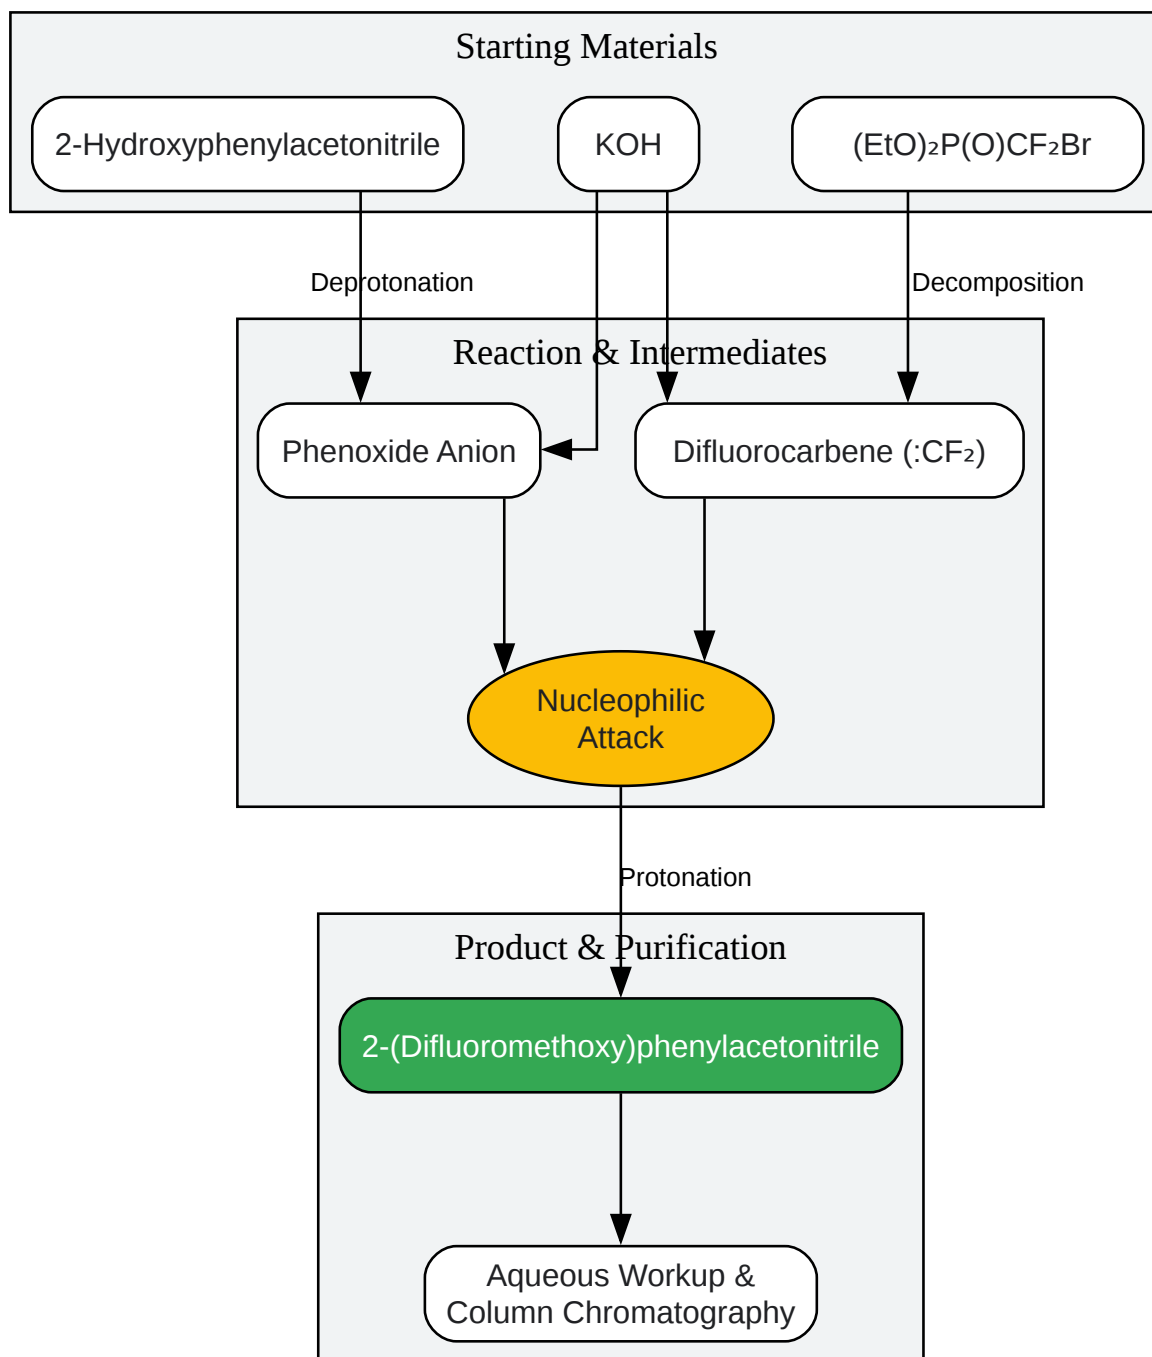 Starting Materials
2-Hydroxyphenylacetonitrile
KOH
(EtO)₂P(O)CF₂Br
Deprotonation
Decomposition
Reaction & Intermediates
Phenoxide Anion
Difluorocarbene (:CF₂)
Nucleophilic
Attack
Protonation
Product & Purification
2-(Difluoromethoxy)phenylacetonitrile
Aqueous Workup &
Column Chromatography